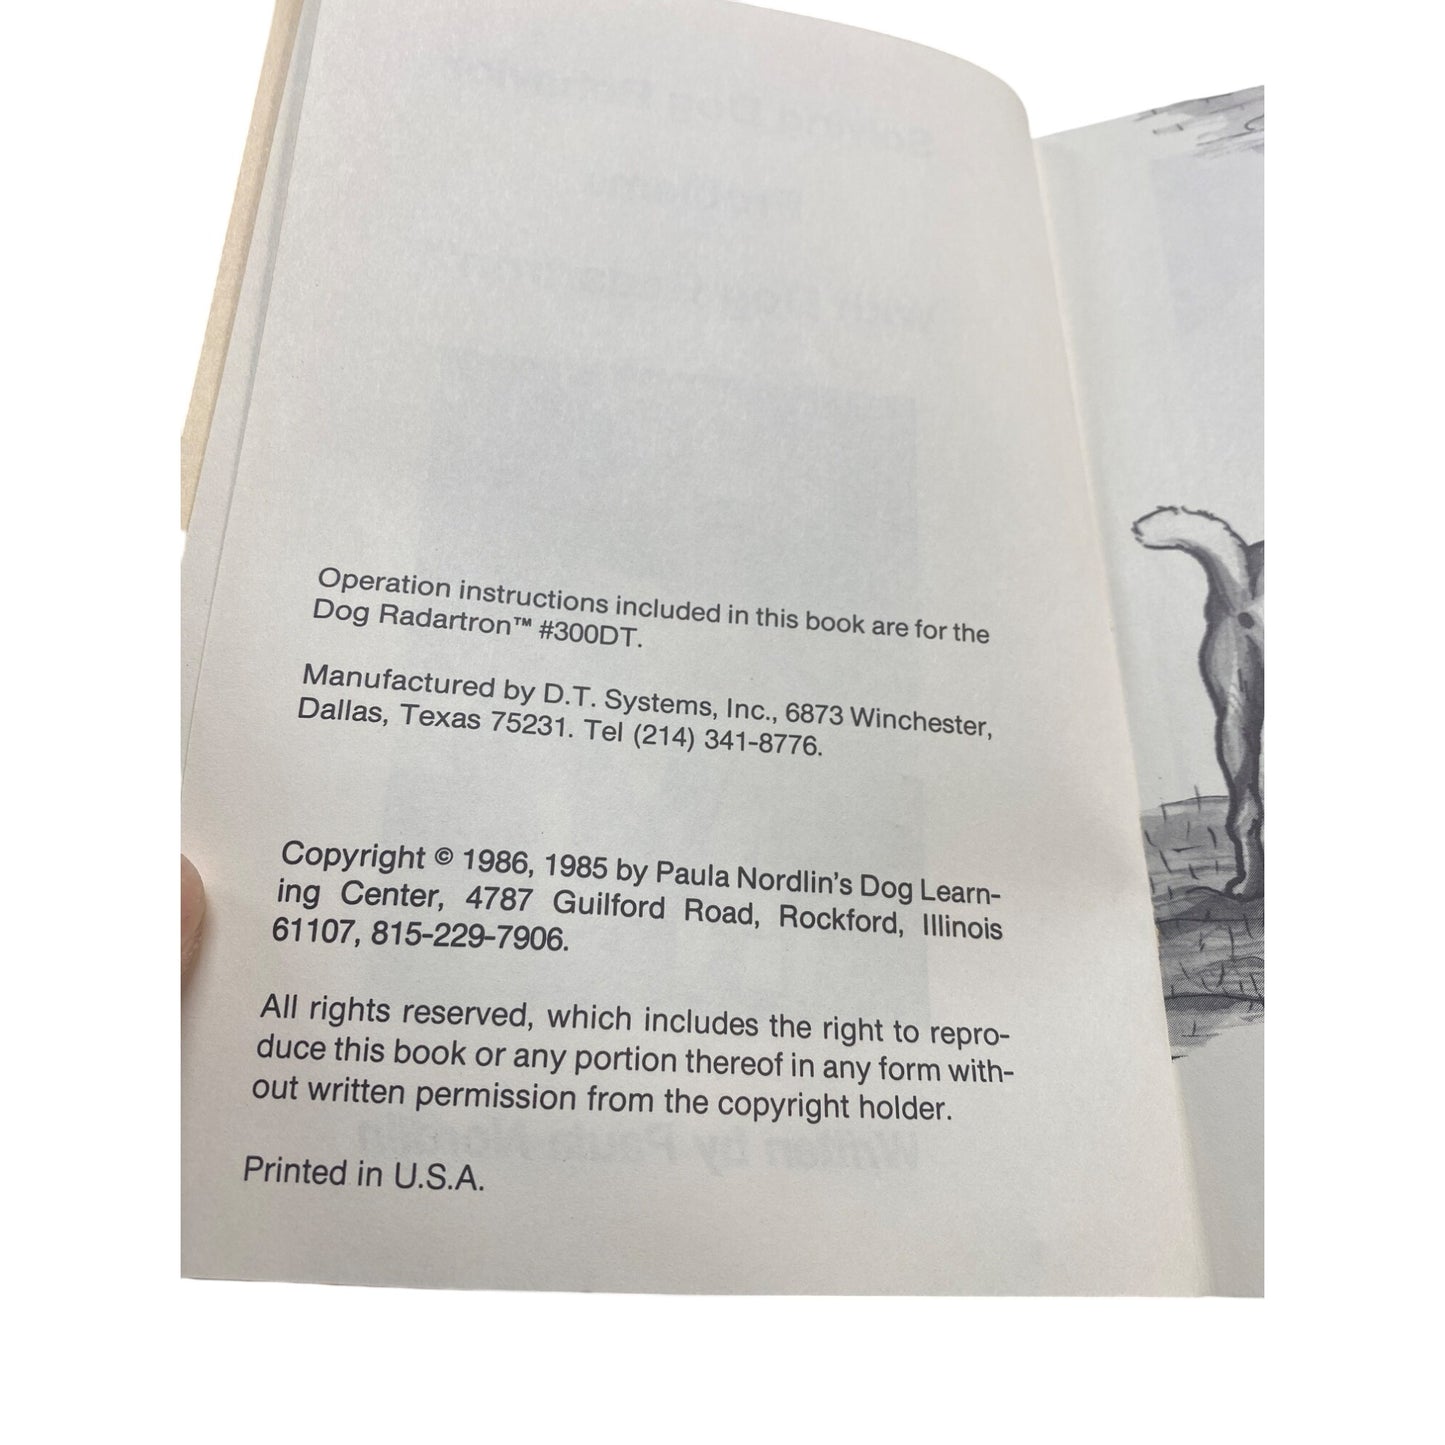 Operation instructions included in this book are for the
Dog Radartron™ #300DT.
Manufactured by D.T. Systems, Inc., 6873 Winchester,
Dallas, Texas 75231. Tel (214) 341-8776.
Copyright © 1986, 1985 by Paula Nordlin's Dog Learn-
ing Center, 4787 Guilford Road, Rockford, Illinois
61107, 815-229-7906.
All rights reserved, which includes the right to repro-
duce this book or any portion thereof in any form with-
out written permission from the copyright holder.
Printed in U.S.A.